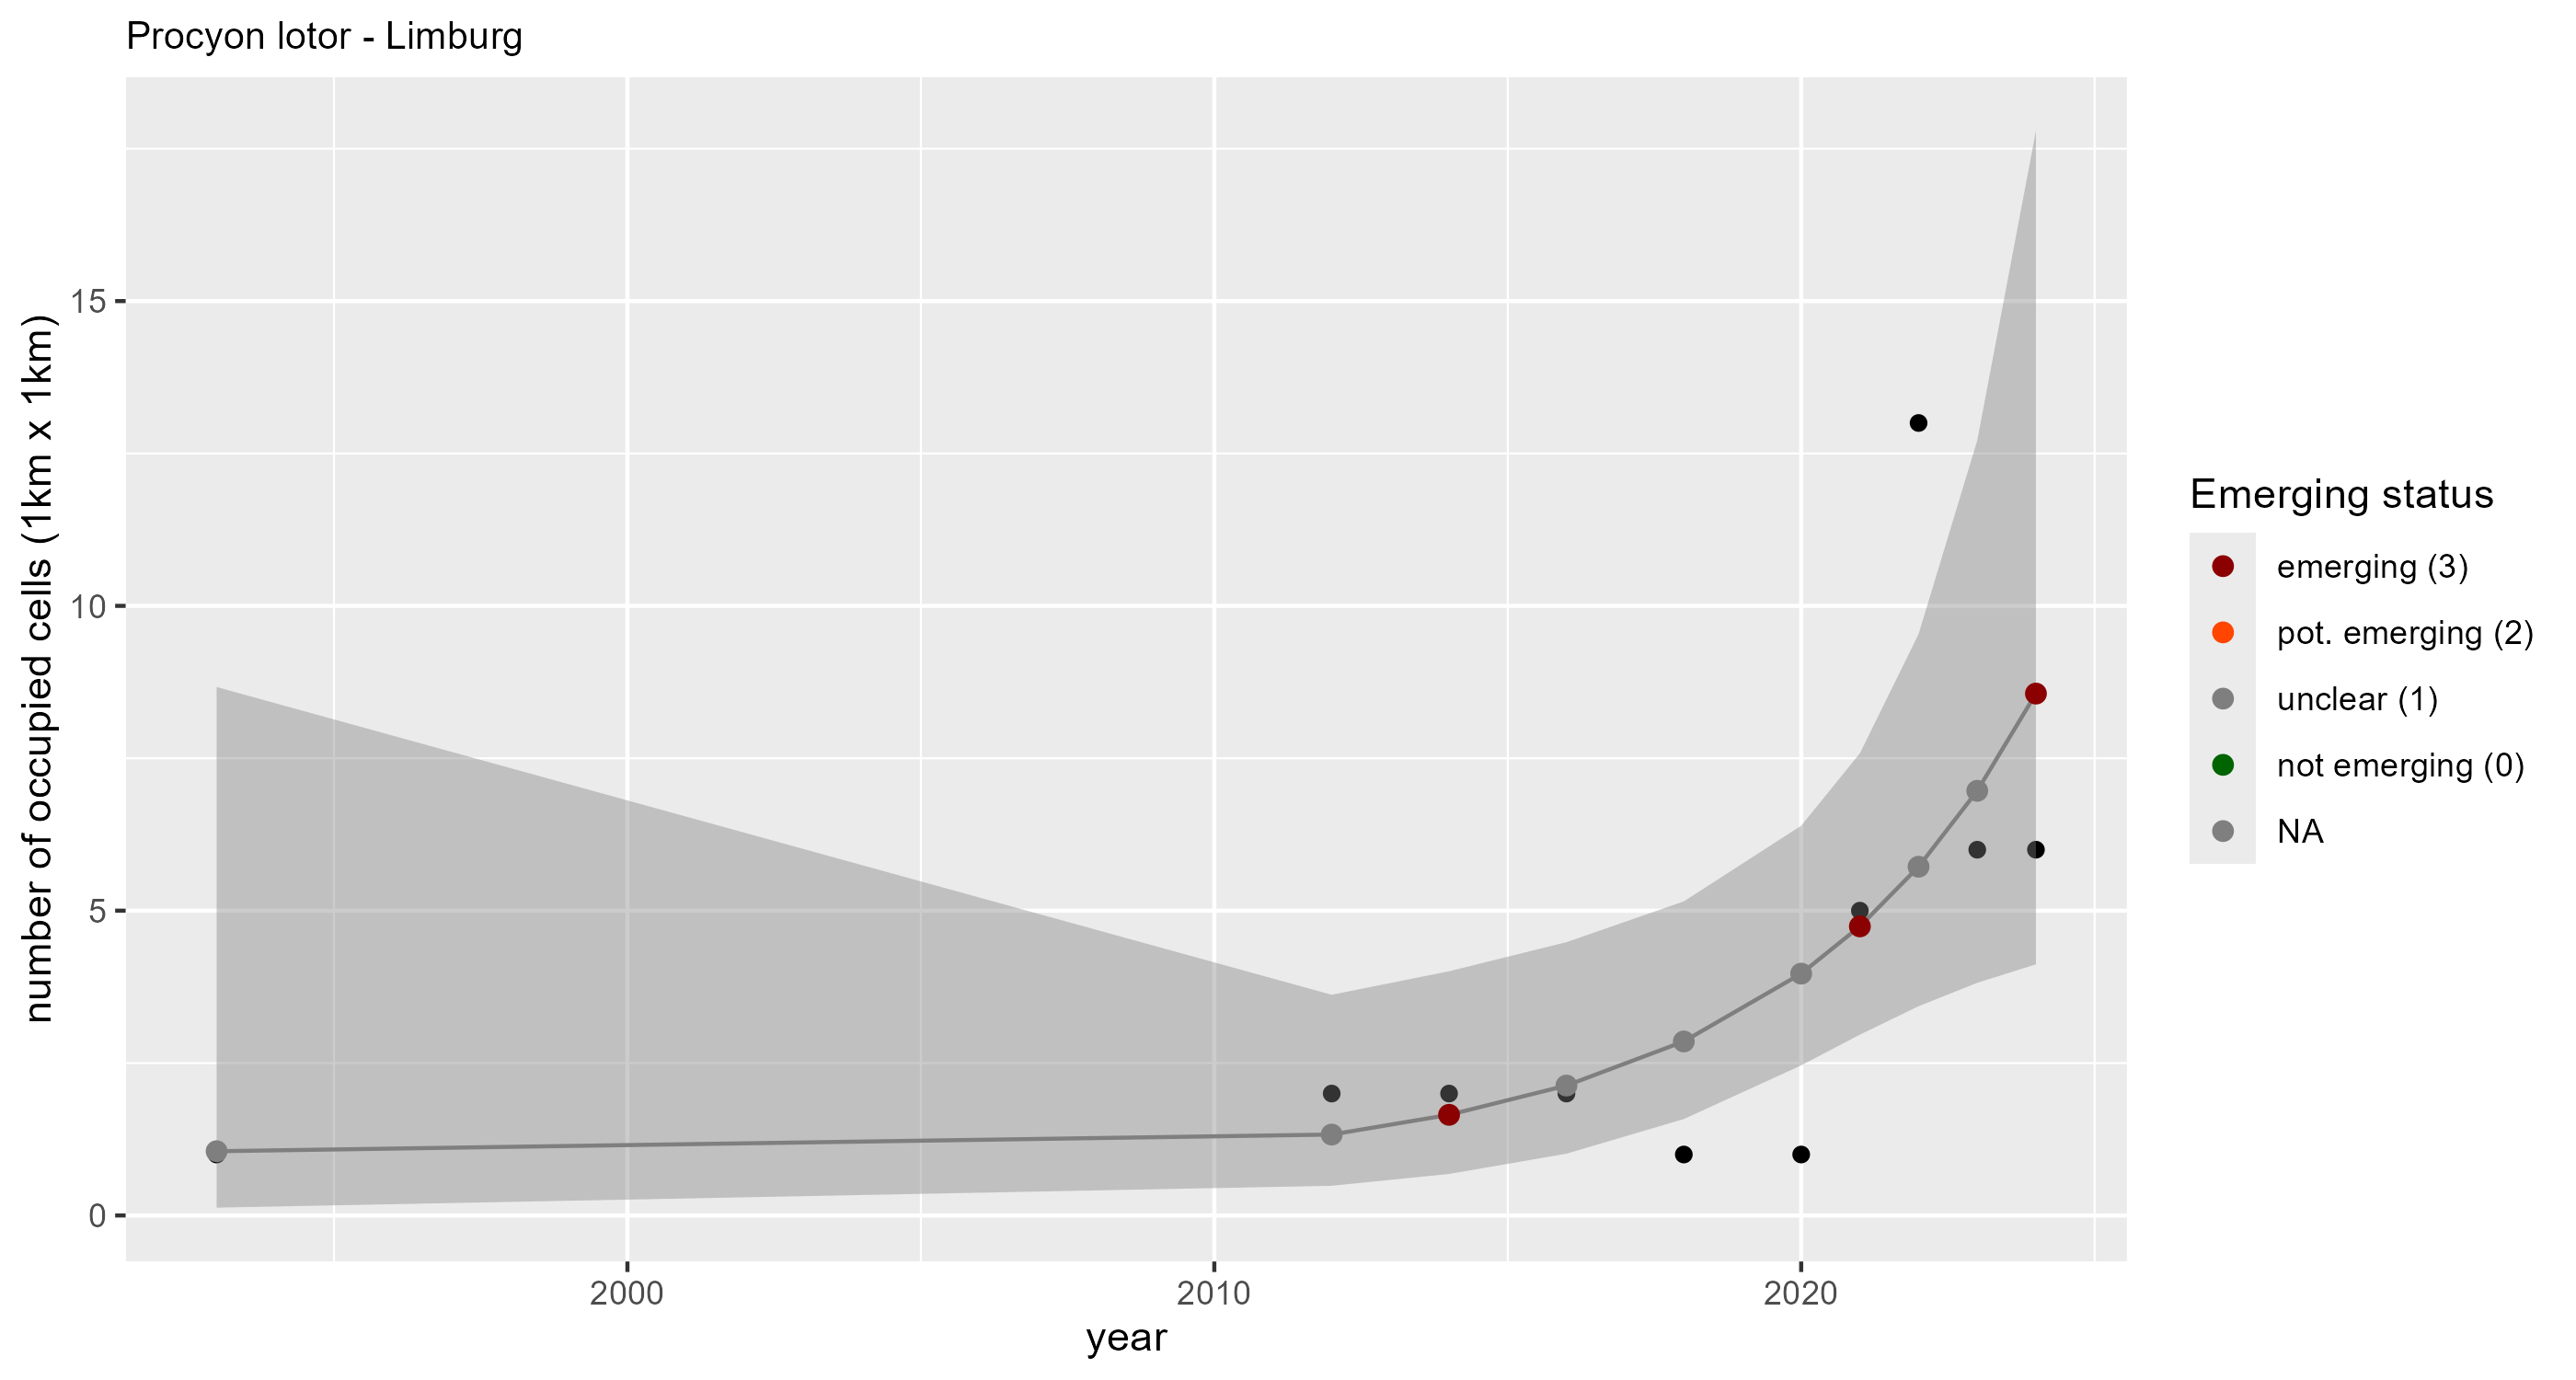 Procyon lotor - Limburg
number of occupied cells (1km x 1km)
15
10
5
0
2000
2010
2020
year
Emerging status
emerging (3)
pot. emerging (2)
unclear (1)
not emerging (0)
NA